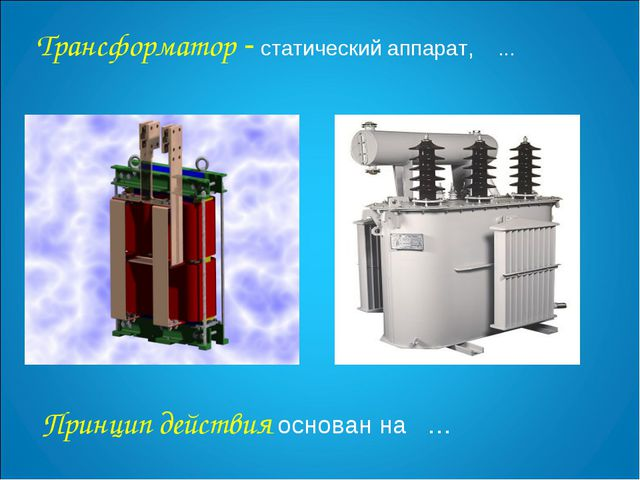 Трансформатор - статический аппарат, ...
Принцип действия основан на ...